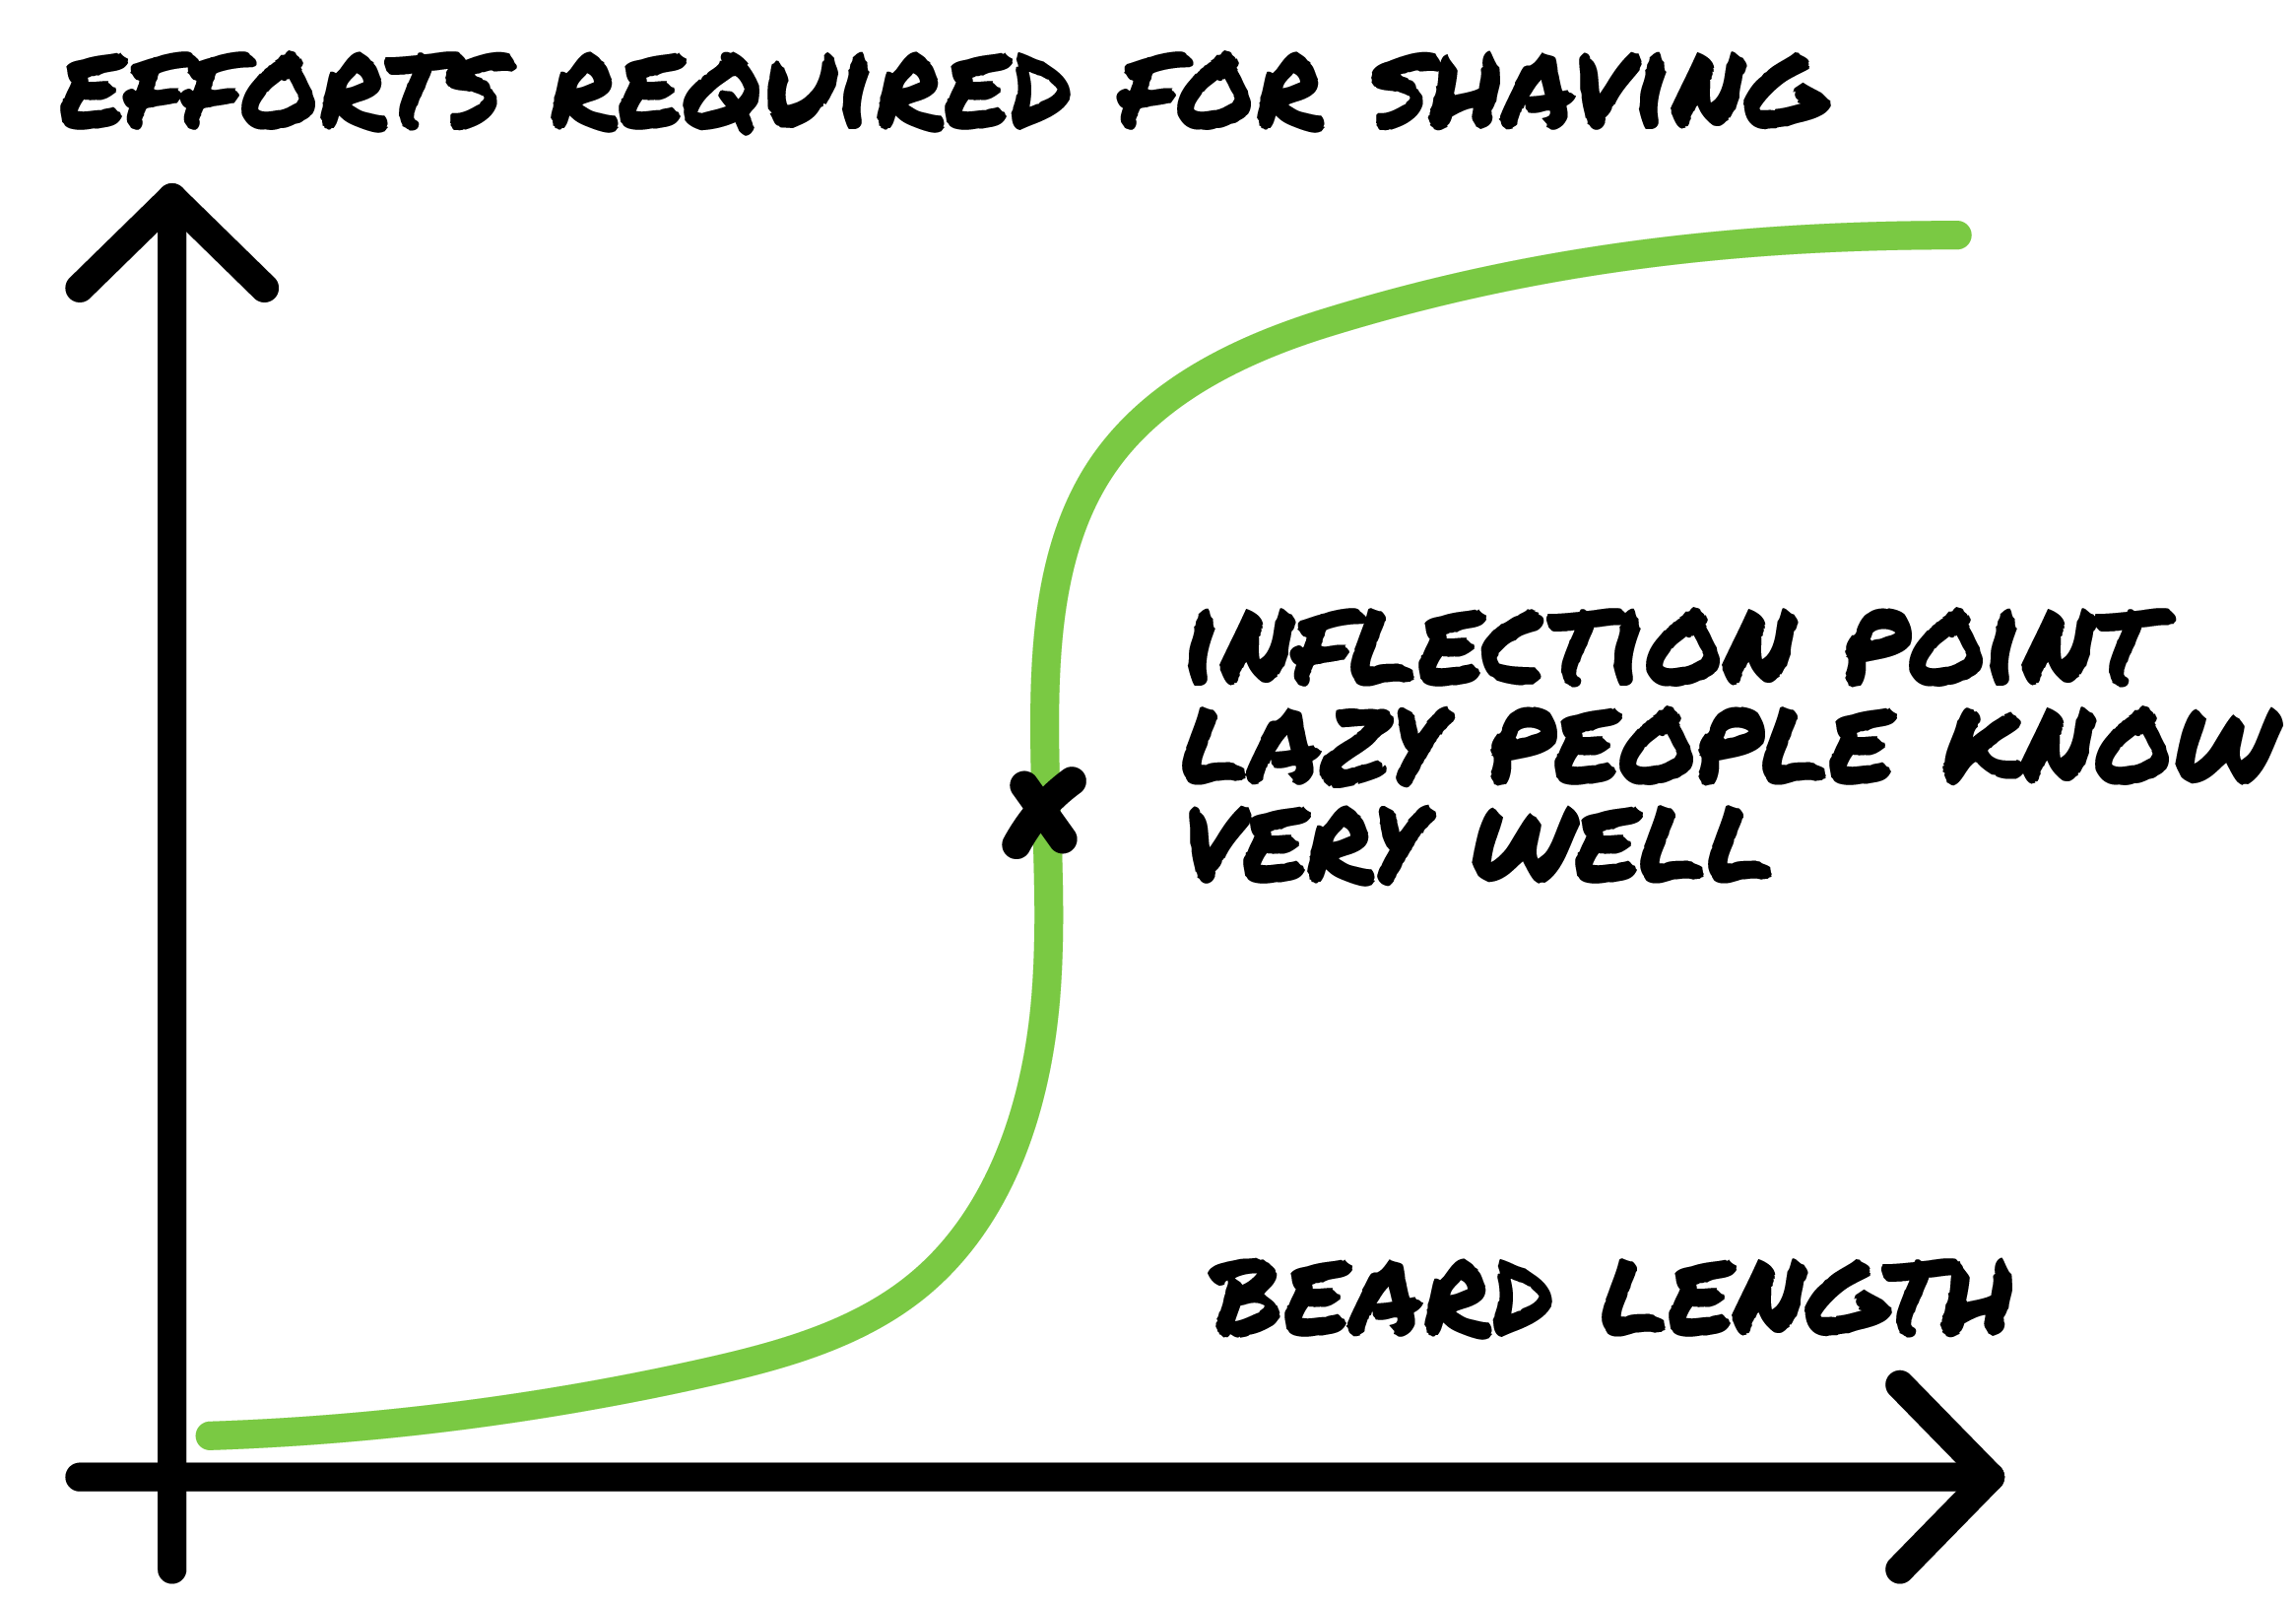 EFFORTS REQUIRED FOR SHAVING
INFLECTION POINT
LAZY PEOPLE KNOW
VERY WELL
BEARD LENGTH